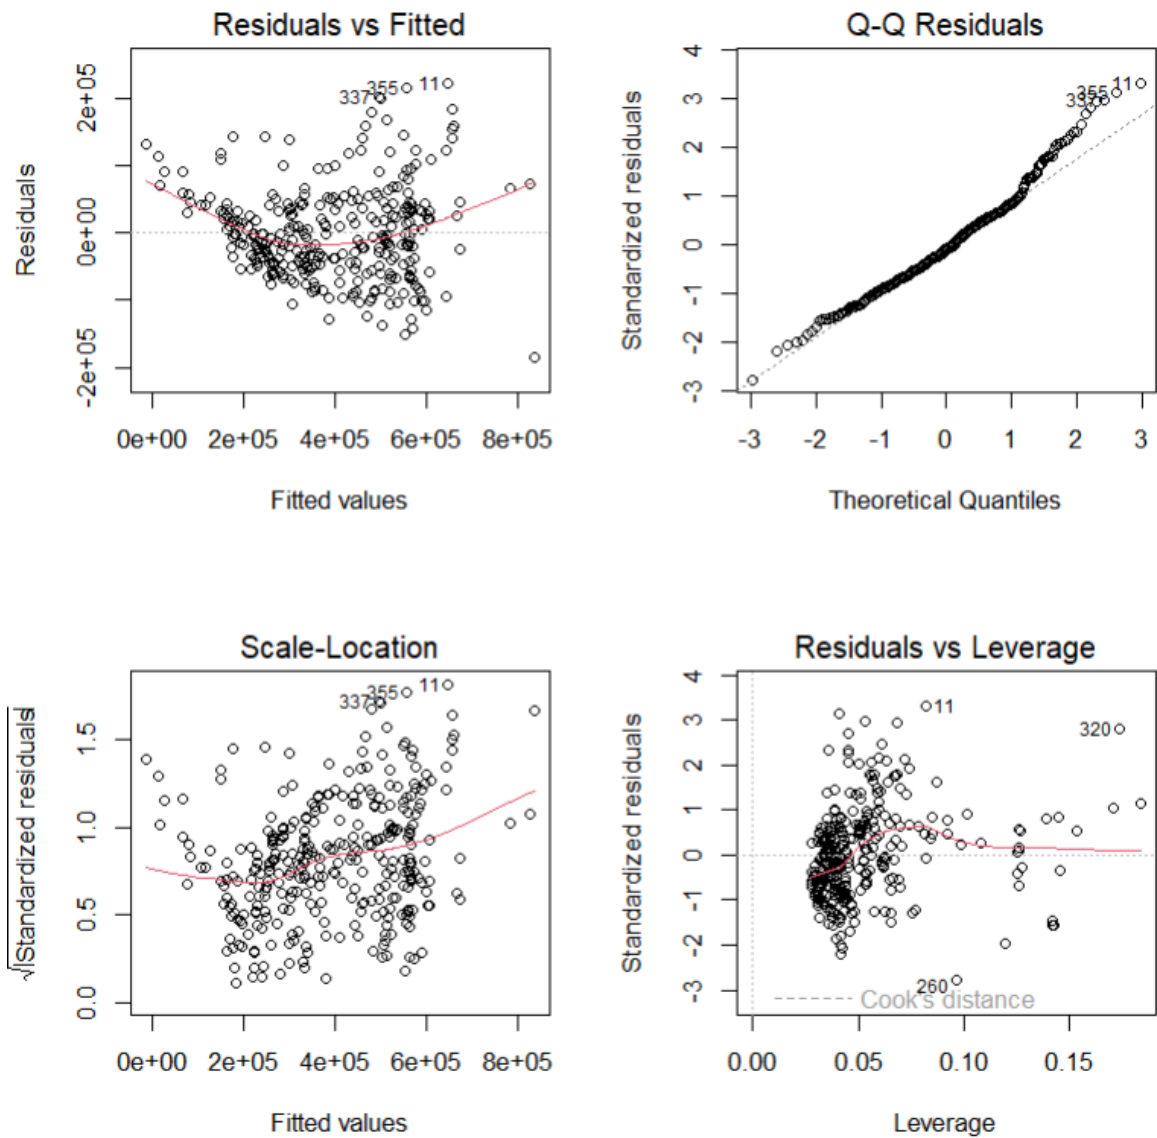 Residuals vs Fitted
Residuals
-2e+05 0e+00 2e+05
337 355 11
0e+00 2e+05 4e+05 6e+05 8e+05
Fitted values
Q-Q Residuals
Standardized residuals
-3 -2 -1 0 1 2 3 4
337 355 11
-3 -2 -1 0 1 2 3
Theoretical Quantiles
Scale-Location
√|Standardized residuals|
0.0 0.5 1.0 1.5
337 355 11
0e+00 2e+05 4e+05 6e+05 8e+05
Fitted values
Residuals vs Leverage
Standardized residuals
-3 -2 -1 0 1 2 3 4
11
320
260
Cook's distance
0.00 0.05 0.10 0.15
Leverage